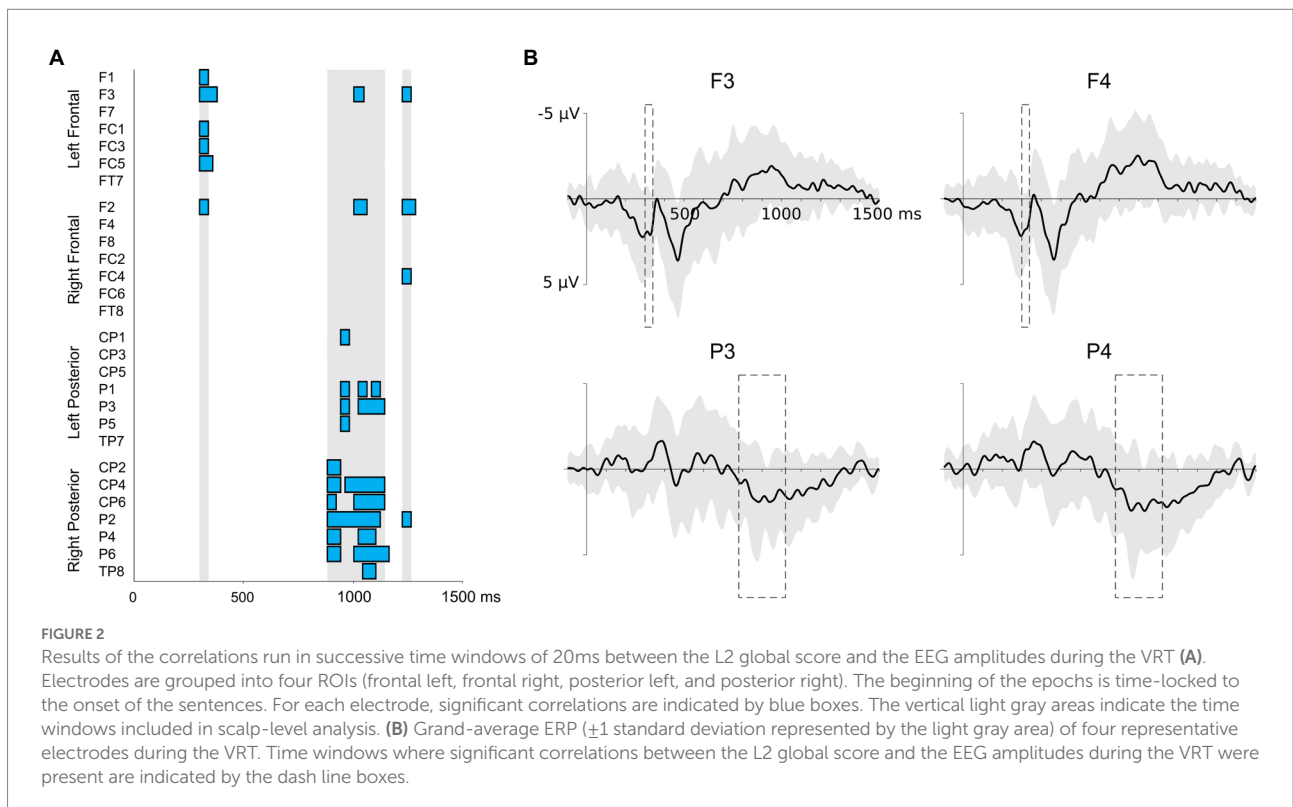 A
B
Left Frontal
F1
F3
F7
FC1
FC3
FC5
FT7
Right Frontal
F2
F4
F8
FC2
FC4
FC6
FT8
Left Posterior
CP1
CP3
CP5
P1
P3
P5
TP7
Right Posterior
CP2
CP4
CP6
P2
P4
P6
TP8
0 500 1000 1500 ms
F3
-5 µV
5 µV
500 1000 1500 ms
F4
P3
P4
FIGURE 2
Results of the correlations run in successive time windows of 20ms between the L2 global score and the EEG amplitudes during the VRT (A).
Electrodes are grouped into four ROIs (frontal left, frontal right, posterior left, and posterior right). The beginning of the epochs is time-locked to
the onset of the sentences. For each electrode, significant correlations are indicated by blue boxes. The vertical light gray areas indicate the time
windows included in scalp-level analysis. (B) Grand-average ERP (±1 standard deviation represented by the light gray area) of four representative
electrodes during the VRT. Time windows where significant correlations between the L2 global score and the EEG amplitudes during the VRT were
present are indicated by the dash line boxes.